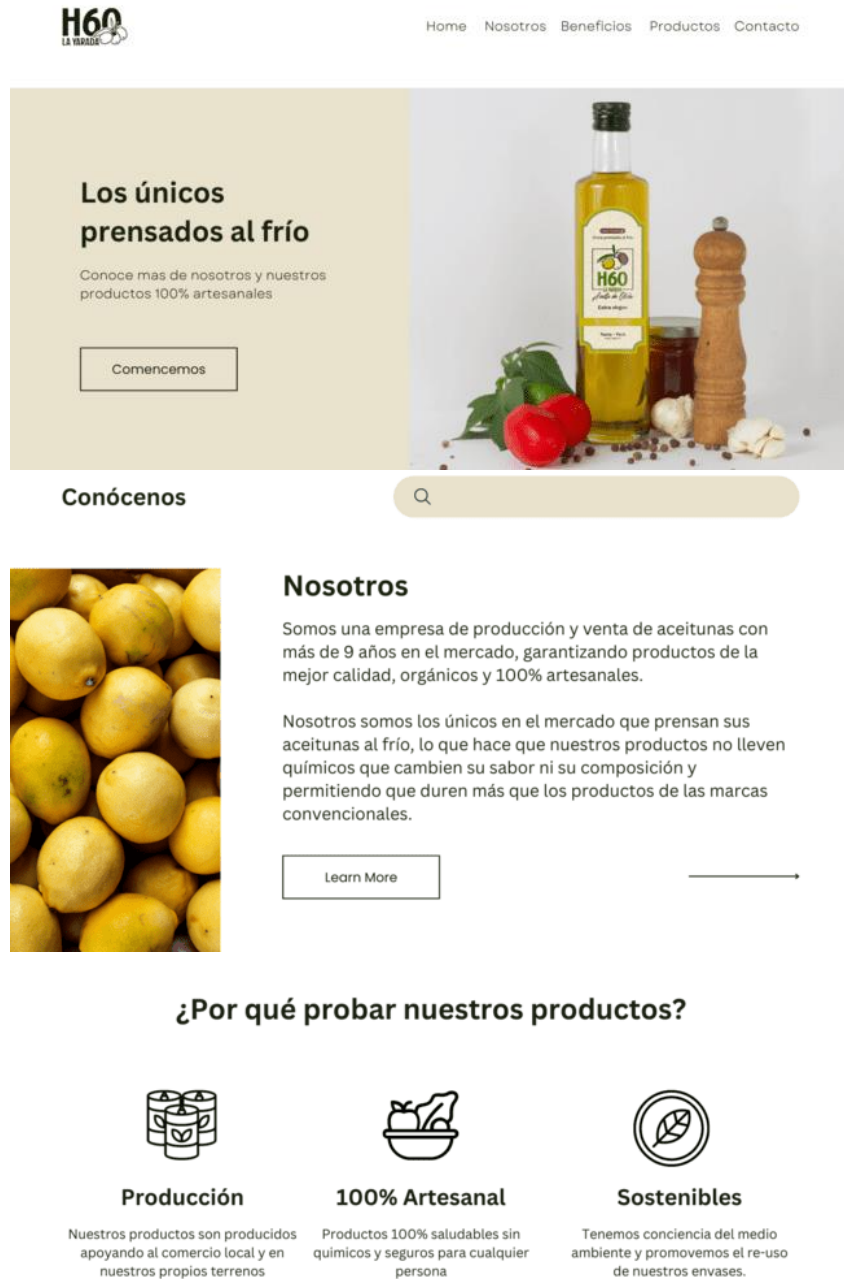 H60
LA YARADA
Home Nosotros Beneficios Productos Contacto
Los únicos
prensados al frío
Conoce mas de nosotros y nuestros
productos 100% artesanales
Comencemos
H60
Aceite de Oliva
Extra virgen
Conócenos
Nosotros
Somos una empresa de producción y venta de aceitunas con
más de 9 años en el mercado, garantizando productos de la
mejor calidad, orgánicos y 100% artesanales.
Nosotros somos los únicos en el mercado que prensan sus
aceitunas al frío, lo que hace que nuestros productos no lleven
químicos que cambien su sabor ni su composición y
permitiendo que duren más que los productos de las marcas
convencionales.
Learn More
¿Por qué probar nuestros productos?
Producción
Nuestros productos son producidos
apoyando al comercio local y en
nuestros propios terrenos
100% Artesanal
Productos 100% saludables sin
quimicos y seguros para cualquier
persona
Sostenibles
Tenemos conciencia del medio
ambiente y promovemos el re-uso
de nuestros envases.